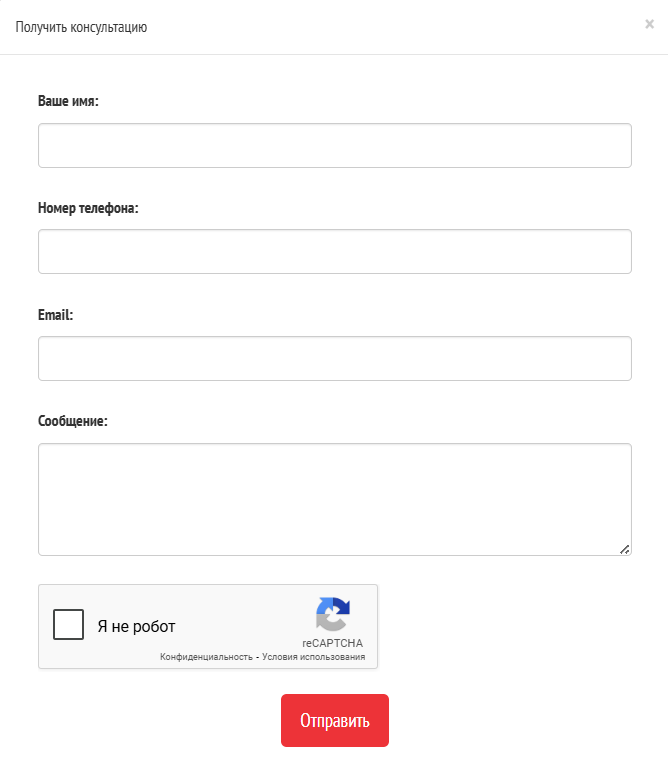 Получить консультацию
×
Ваше имя:
Номер телефона:
Email:
Сообщение:
Я не робот
reCAPTCHA
Конфиденциальность - Условия использования
Отправить